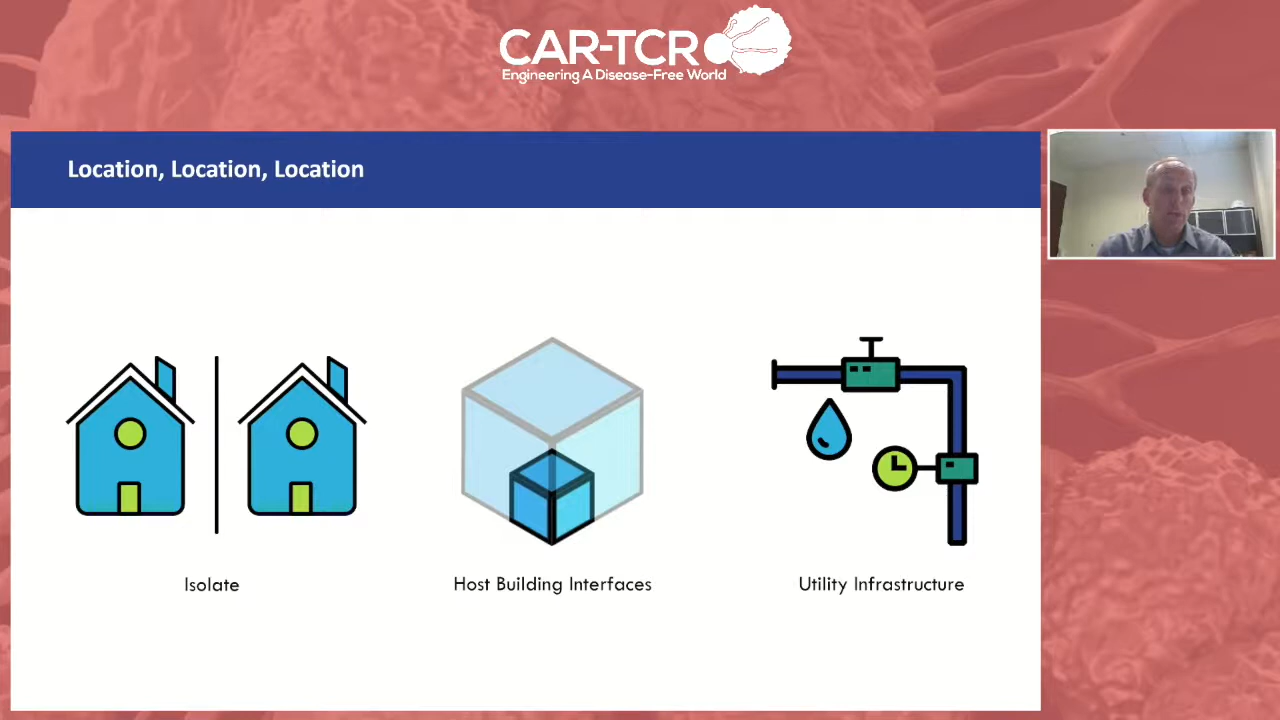 CAR-TCR
Engineering A Disease-Free World
Location, Location, Location
Isolate
Host Building Interfaces
Utility Infrastructure